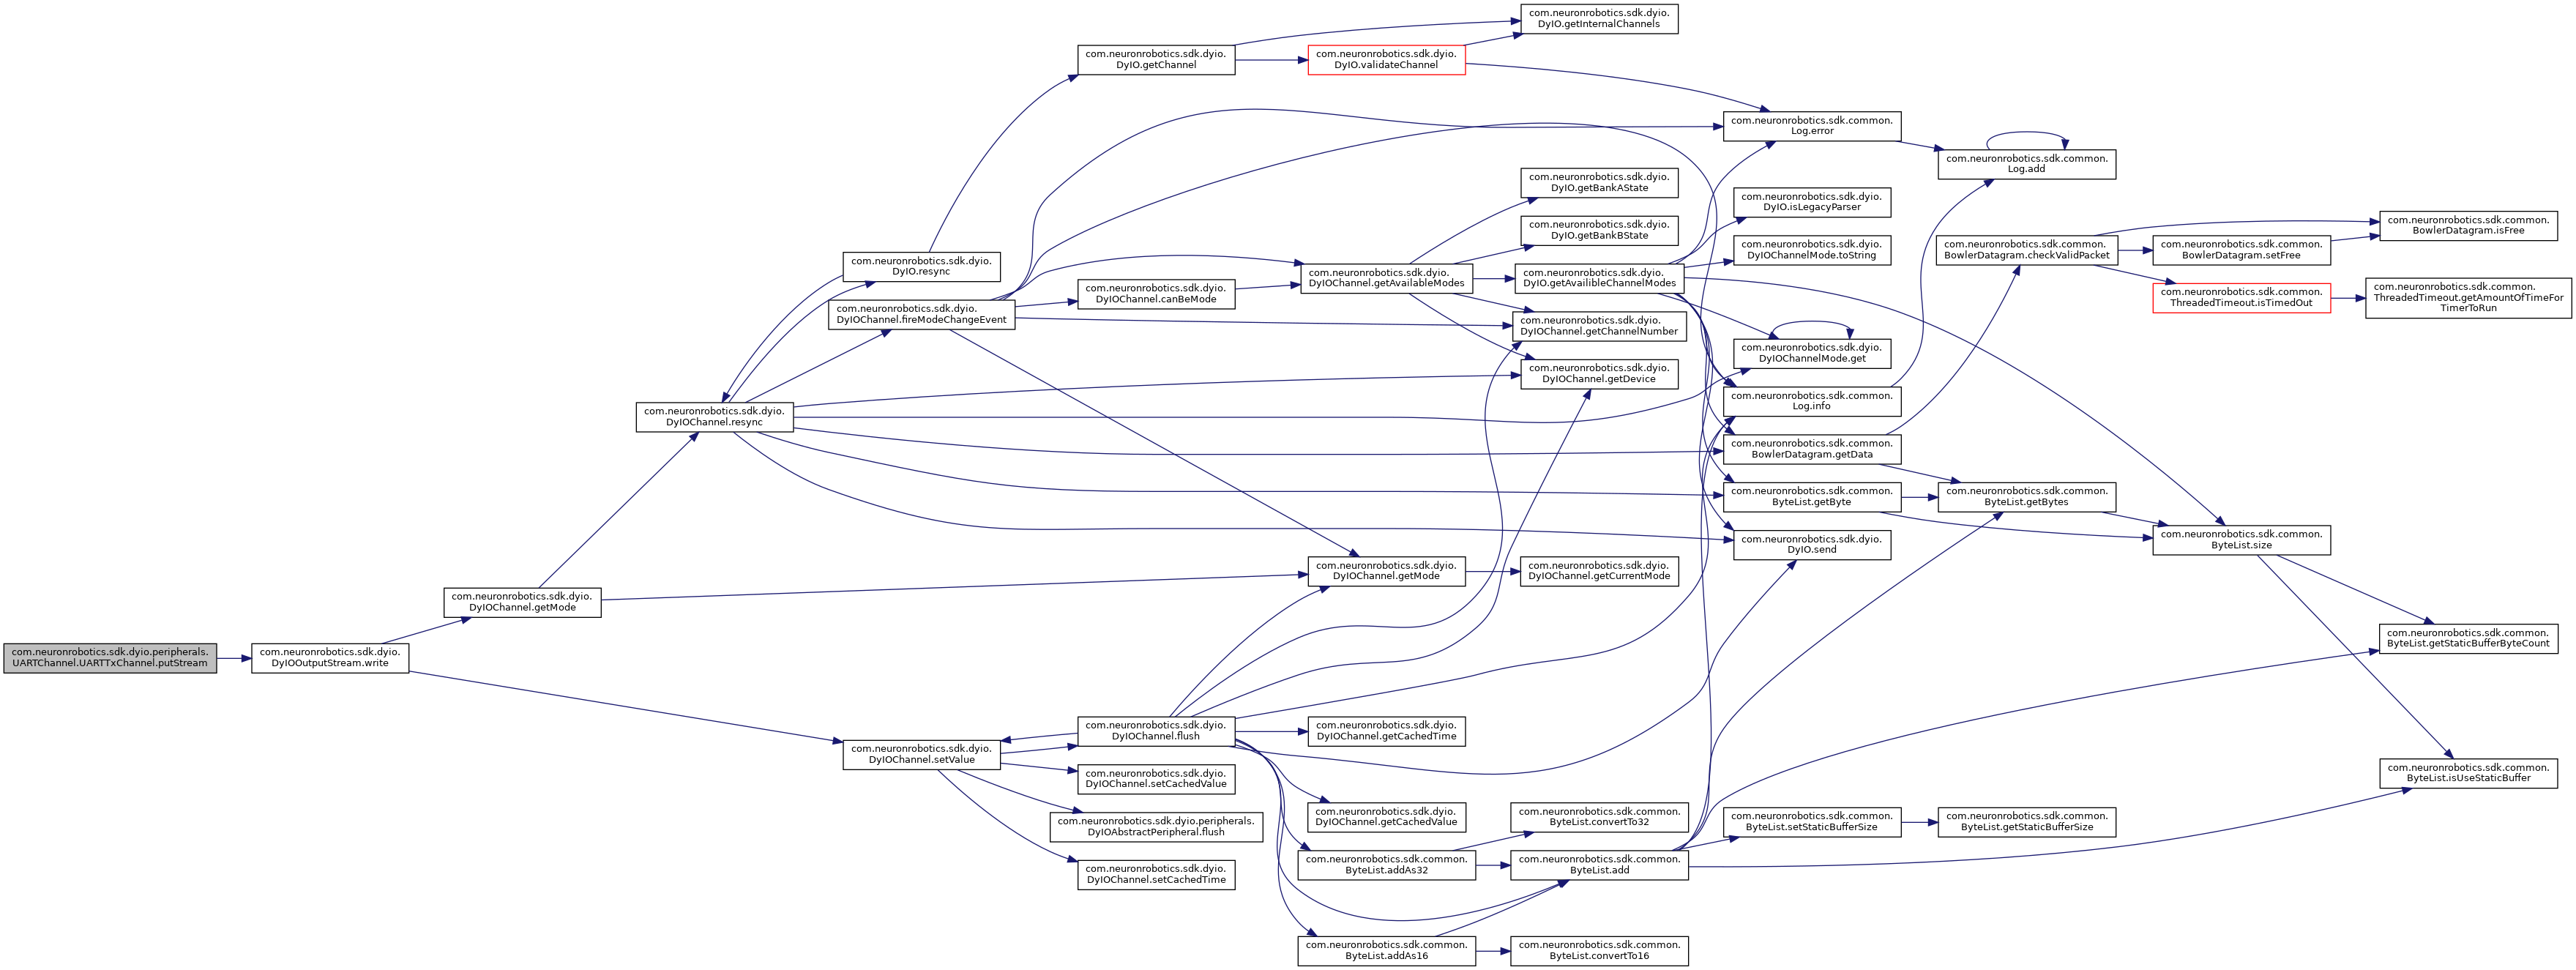 com.neuronrobotics.sdk.dyio.peripherals.
UARTChannel.UARTTxChannel.putStream
com.neuronrobotics.sdk.dyio.
DyIOOutputStream.write
com.neuronrobotics.sdk.dyio.
DyIOChannel.getMode
com.neuronrobotics.sdk.dyio.
DyIOChannel.resync
com.neuronrobotics.sdk.dyio.
DyIO.resync
com.neuronrobotics.sdk.dyio.
DyIOChannel.fireModeChangeEvent
com.neuronrobotics.sdk.dyio.
DyIOChannel.setValue
com.neuronrobotics.sdk.dyio.
DyIO.getChannel
com.neuronrobotics.sdk.dyio.
DyIOChannel.canBeMode
com.neuronrobotics.sdk.dyio.
DyIOChannel.flush
com.neuronrobotics.sdk.dyio.
DyIOChannel.setCachedValue
com.neuronrobotics.sdk.dyio.peripherals.
DyIOAbstractPeripheral.flush
com.neuronrobotics.sdk.dyio.
DyIOChannel.setCachedTime
com.neuronrobotics.sdk.dyio.
DyIO.validateChannel
com.neuronrobotics.sdk.dyio.
DyIOChannel.getAvailableModes
com.neuronrobotics.sdk.dyio.
DyIOChannel.getMode
com.neuronrobotics.sdk.dyio.
DyIOChannel.getCachedTime
com.neuronrobotics.sdk.dyio.
DyIOChannel.getCachedValue
com.neuronrobotics.sdk.common.
ByteList.addAs32
com.neuronrobotics.sdk.common.
ByteList.addAs16
com.neuronrobotics.sdk.dyio.
DyIO.getInternalChannels
com.neuronrobotics.sdk.dyio.
DyIO.getBankAState
com.neuronrobotics.sdk.dyio.
DyIO.getBankBState
com.neuronrobotics.sdk.dyio.
DyIO.getAvailibleChannelModes
com.neuronrobotics.sdk.dyio.
DyIOChannel.getChannelNumber
com.neuronrobotics.sdk.dyio.
DyIOChannel.getDevice
com.neuronrobotics.sdk.dyio.
DyIOChannel.getCurrentMode
com.neuronrobotics.sdk.common.
ByteList.convertTo32
com.neuronrobotics.sdk.common.
ByteList.add
com.neuronrobotics.sdk.common.
ByteList.convertTo16
com.neuronrobotics.sdk.common.
Log.error
com.neuronrobotics.sdk.dyio.
DyIO.isLegacyParser
com.neuronrobotics.sdk.dyio.
DyIOChannelMode.toString
com.neuronrobotics.sdk.dyio.
DyIOChannelMode.get
com.neuronrobotics.sdk.common.
Log.info
com.neuronrobotics.sdk.common.
BowlerDatagram.getData
com.neuronrobotics.sdk.common.
ByteList.getByte
com.neuronrobotics.sdk.dyio.
DyIO.send
com.neuronrobotics.sdk.common.
ByteList.setStaticBufferSize
com.neuronrobotics.sdk.common.
Log.add
com.neuronrobotics.sdk.common.
BowlerDatagram.checkValidPacket
com.neuronrobotics.sdk.common.
ByteList.getBytes
com.neuronrobotics.sdk.common.
ByteList.getStaticBufferSize
com.neuronrobotics.sdk.common.
BowlerDatagram.setFree
com.neuronrobotics.sdk.common.
ThreadedTimeout.isTimedOut
com.neuronrobotics.sdk.common.
ByteList.size
com.neuronrobotics.sdk.common.
BowlerDatagram.isFree
com.neuronrobotics.sdk.common.
ThreadedTimeout.getAmountOfTimeFor
TimerToRun
com.neuronrobotics.sdk.common.
ByteList.getStaticBufferByteCount
com.neuronrobotics.sdk.common.
ByteList.isUseStaticBuffer